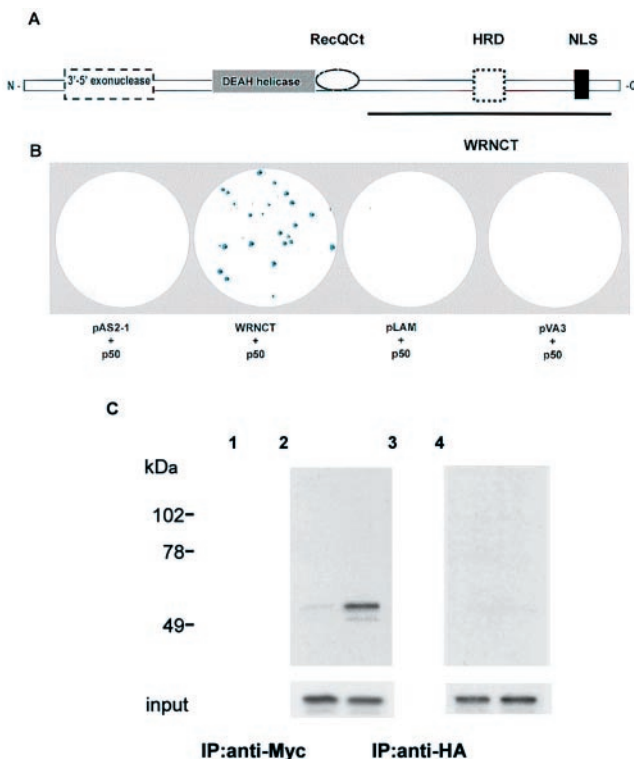 A
RecQCt HRD NLS
N - 3'-5' exonuclease DEAH helicase -C
WRNCT
B
pAS2-1 WRNCT pLAM pVA3
+ + + +
p50 p50 p50 p50
C
1 2 3 4
kDa
102-
78-
49-
input
IP:anti-Myc IP:anti-HA